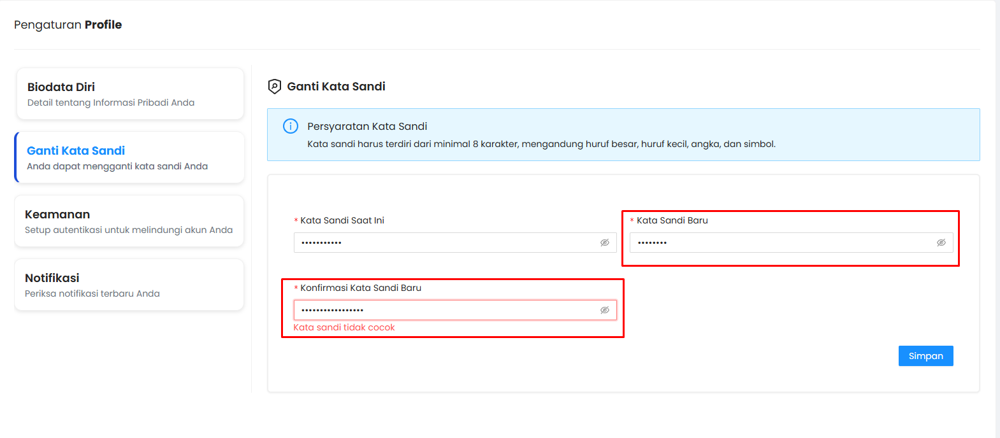 Pengaturan Profile
Biodata Diri
Detail tentang Informasi Pribadi Anda
Ganti Kata Sandi
Anda dapat mengganti kata sandi Anda
Keamanan
Setup autentikasi untuk melindungi akun Anda
Notifikasi
Periksa notifikasi terbaru Anda
Ganti Kata Sandi
Persyaratan Kata Sandi
Kata sandi harus terdiri dari minimal 8 karakter, mengandung huruf besar, huruf kecil, angka, dan simbol.
* Kata Sandi Saat Ini
•••••••••••
* Kata Sandi Baru
••••••••
* Konfirmasi Kata Sandi Baru
••••••••••••••••
Kata sandi tidak cocok
Simpan